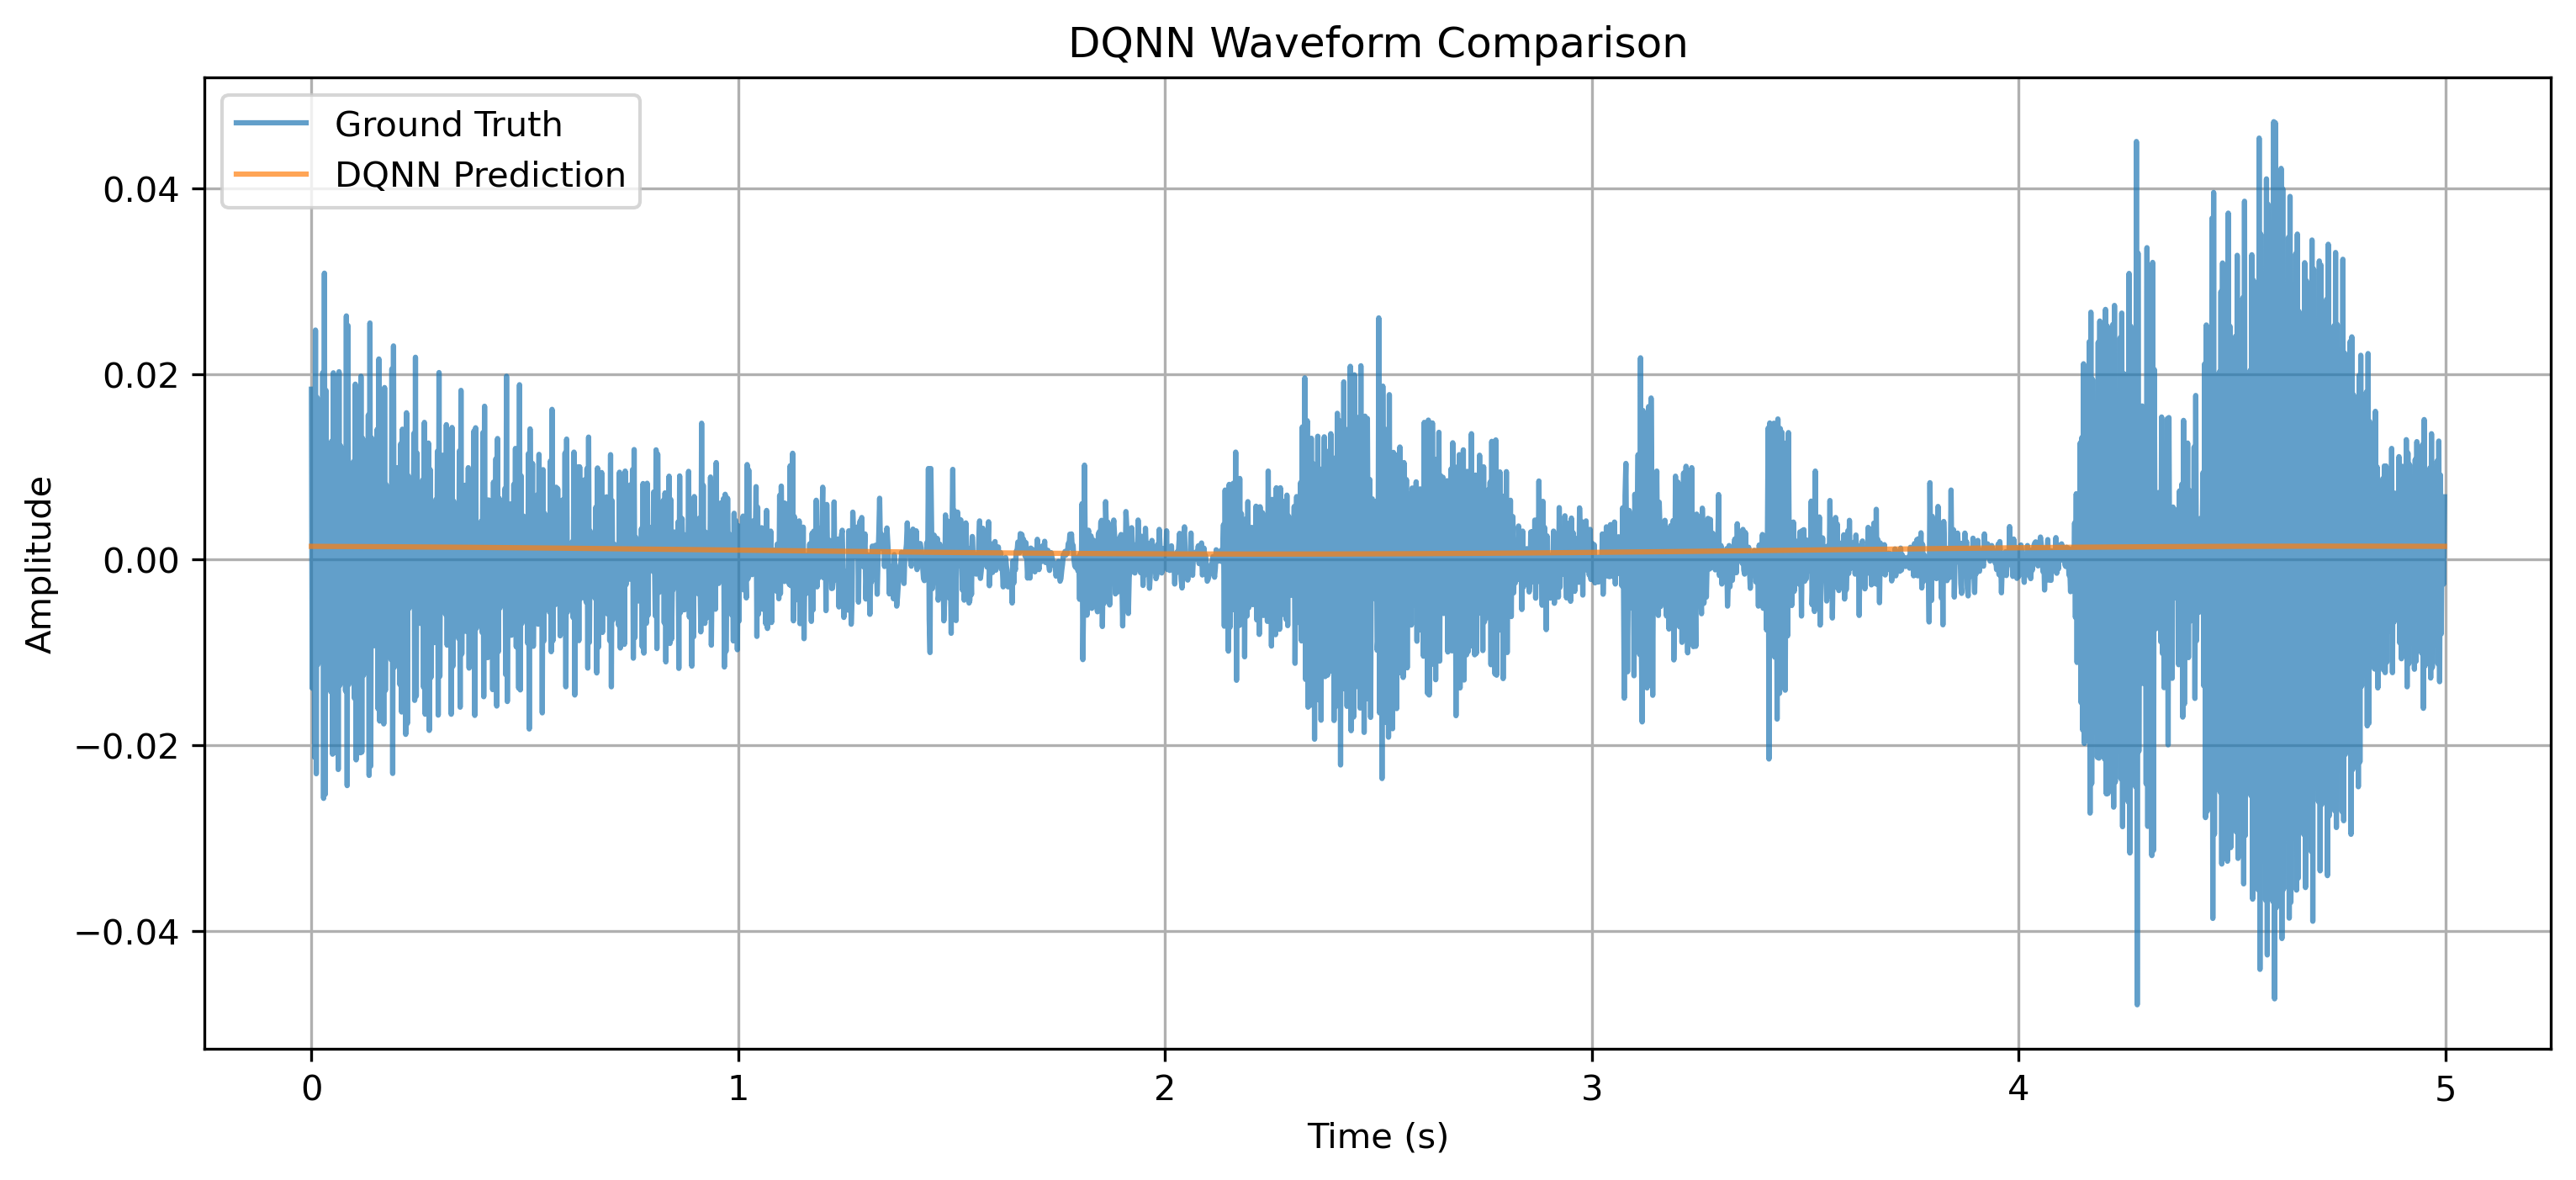 DQNN Waveform Comparison
Ground Truth
DQNN Prediction
0.04
0.02
0.00
−0.02
−0.04
Amplitude
0 1 2 3 4 5
Time (s)